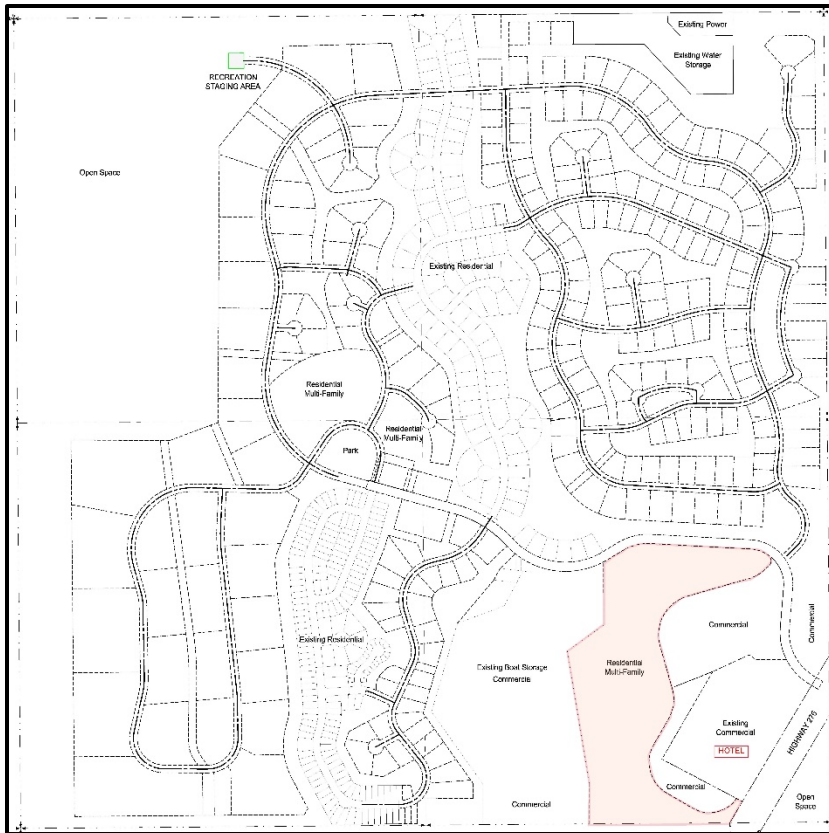 Existing Power
Existing Water
Storage
RECREATION
STAGING AREA
Open Space
Existing Residential
Residential
Multi-Family
Residential
Multi-Family
Park
Existing Residential
Existing Boat Storage
Commercial
Residential
Multi-Family
Commercial
Commercial
Existing
Commercial
HOTEL
HIGHWAY 276
Commercial
Commercial
Open
Space